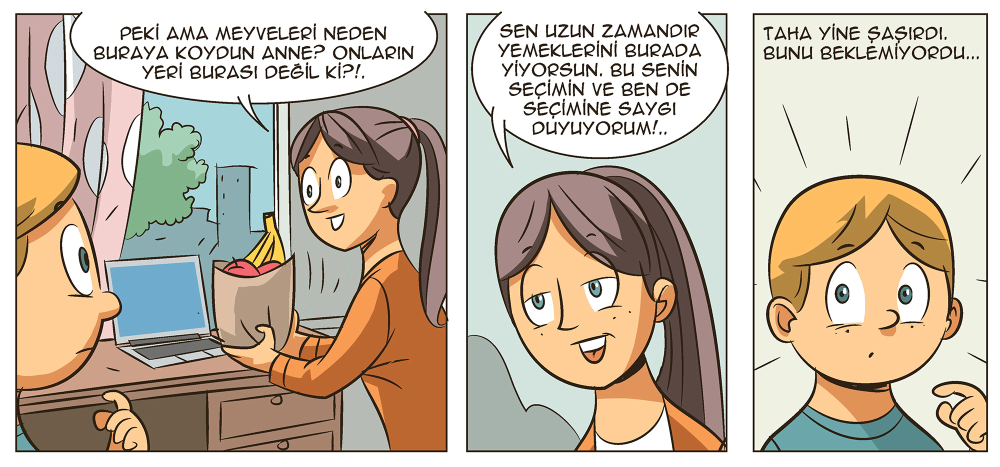 PEKİ AMA MEYVELERİ NEDEN
BURAYA KOYDUN ANNE? ONLARIN
YERİ BURASI DEĞİL Kİ?!.
SEN UZUN ZAMANDIR
YEMEKLERİNİ BURADA
YİYORSUN. BU SENİN
SEÇİMİN VE BEN DE
SEÇİMİNE SAYGI
DUYUYORUM!..
TAHA YİNE ŞAŞIRDI.
BUNU BEKLEMİYORDU...